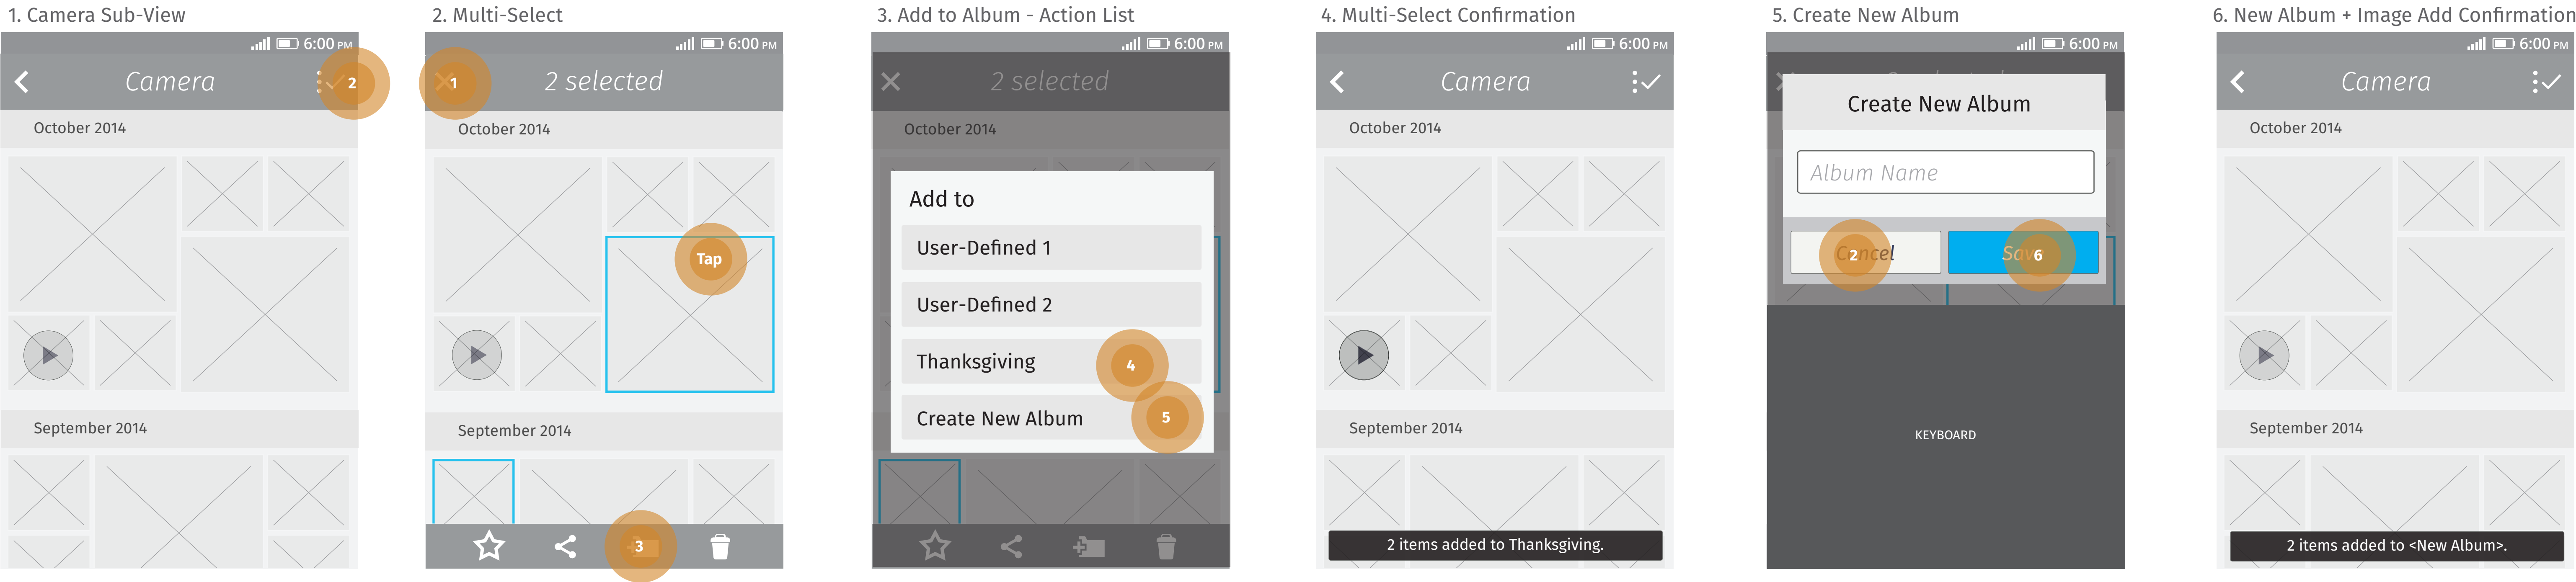 1. Camera Sub-View
6:00 PM
Camera
2
October 2014
September 2014
2. Multi-Select
6:00 PM
1
2 selected
October 2014
Tap
September 2014
3
3. Add to Album - Action List
6:00 PM
2 selected
October 2014
Add to
User-Defined 1
User-Defined 2
Thanksgiving
4
Create New Album
5
4. Multi-Select Confirmation
6:00 PM
Camera
October 2014
September 2014
2 items added to Thanksgiving.
5. Create New Album
6:00 PM
Create New Album
Album Name
Cancel
2
Save
6
KEYBOARD
6. New Album + Image Add Confirmation
6:00 PM
Camera
October 2014
September 2014
2 items added to <New Album>.